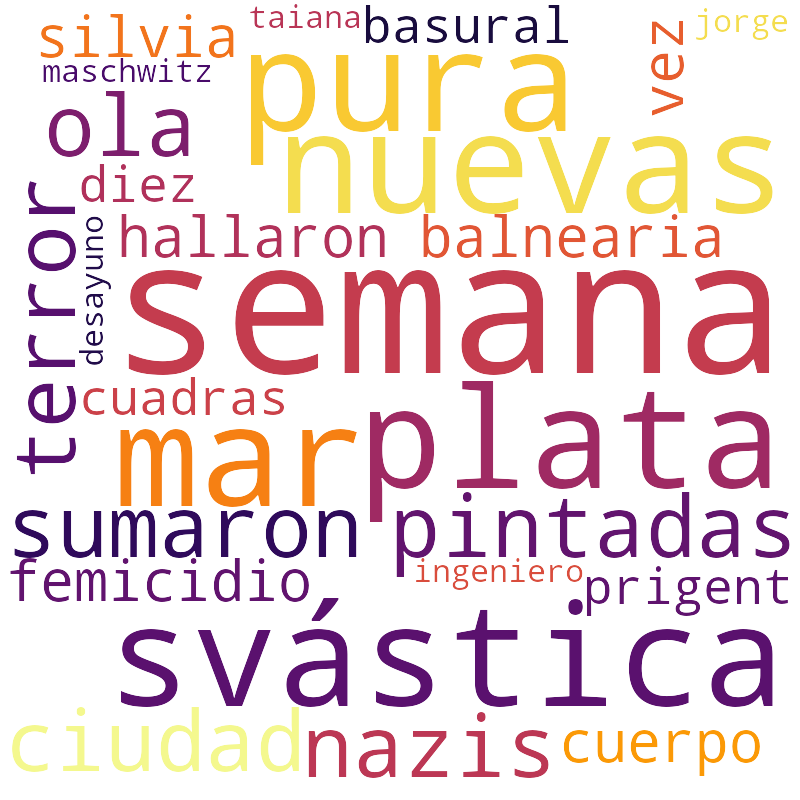 taiana
silvia
basural
jorge
maschwitz
pura
vez
ola
nuevas
diez
terror
desayuno
hallaron
balnearia
semana
cuadras
mar
plata
sumaron
pintadas
femicidio
ingeniero
prigent
svástica
ciudad
nazis
cuerpo